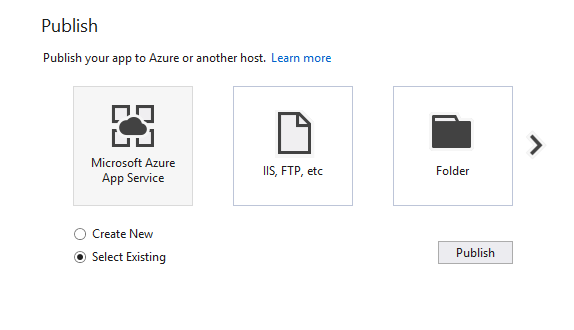 Publish
Publish your app to Azure or another host. Learn more
Microsoft Azure
App Service
IIS, FTP, etc
Folder
Create New
Select Existing
Publish